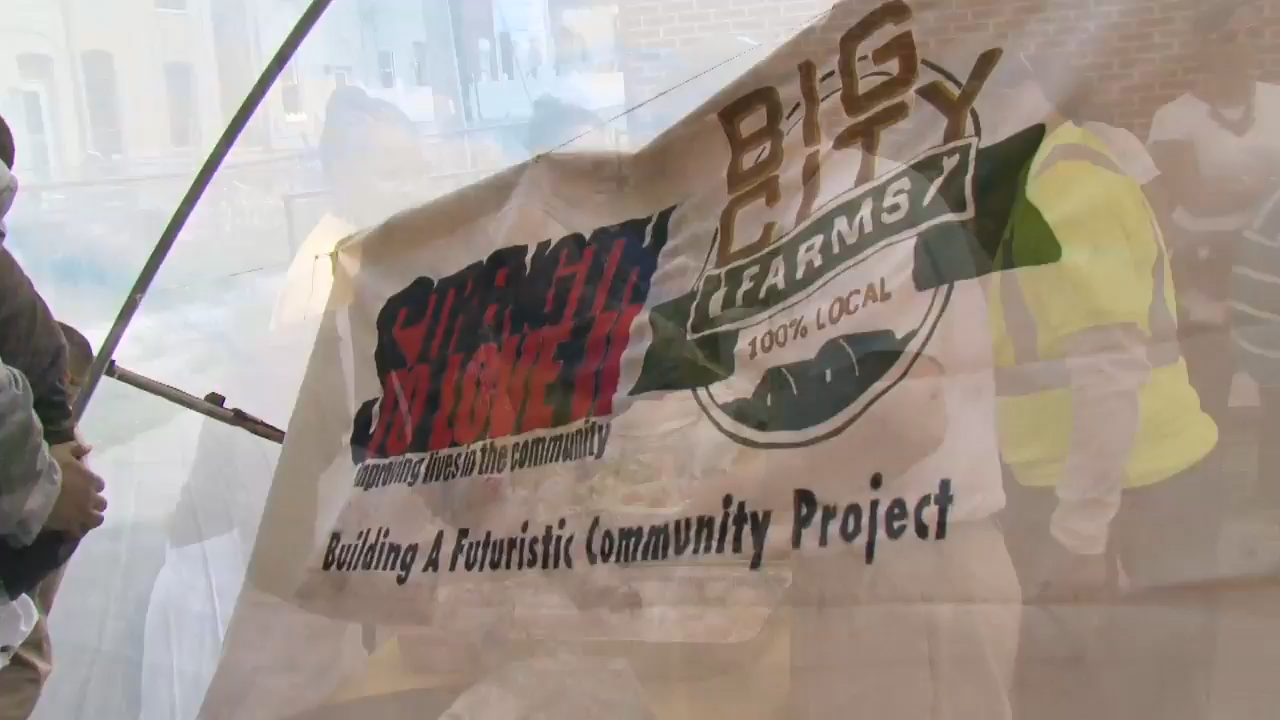 STRENGTH
TO LOVE II
improving lives in the community
BIG
CITY
FARMS
100% LOCAL
Building A Futuristic Community Project